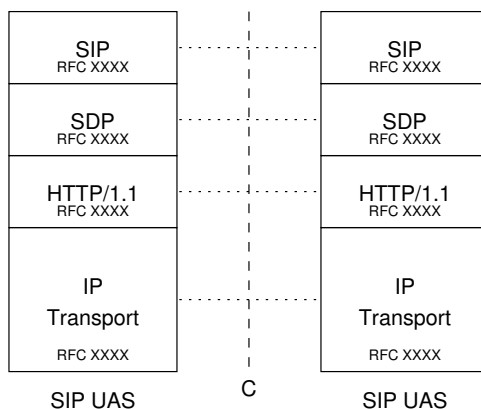 SIP
RFC XXXX
SDP
RFC XXXX
HTTP/1.1
RFC XXXX
IP
Transport
RFC XXXX
SIP UAS
C
SIP
RFC XXXX
SDP
RFC XXXX
HTTP/1.1
RFC XXXX
IP
Transport
RFC XXXX
SIP UAS